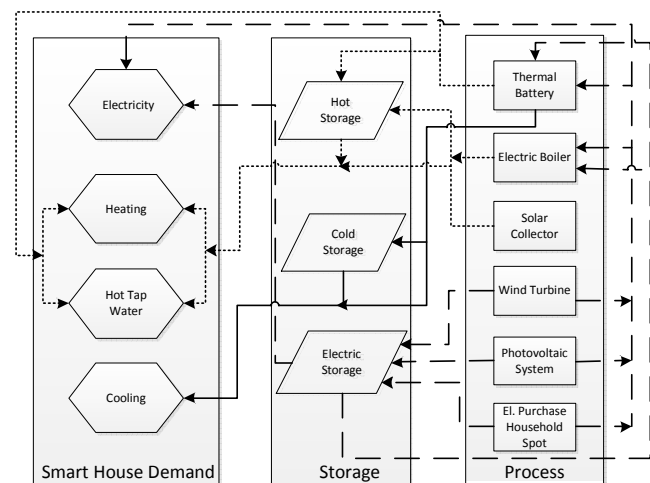 Electricity
Heating
Hot Tap
Water
Cooling
Smart House Demand
Hot
Storage
Cold
Storage
Electric
Storage
Storage
Thermal
Battery
Electric Boiler
Solar
Collector
Wind Turbine
Photovoltaic
System
El. Purchase
Household
Spot
Process